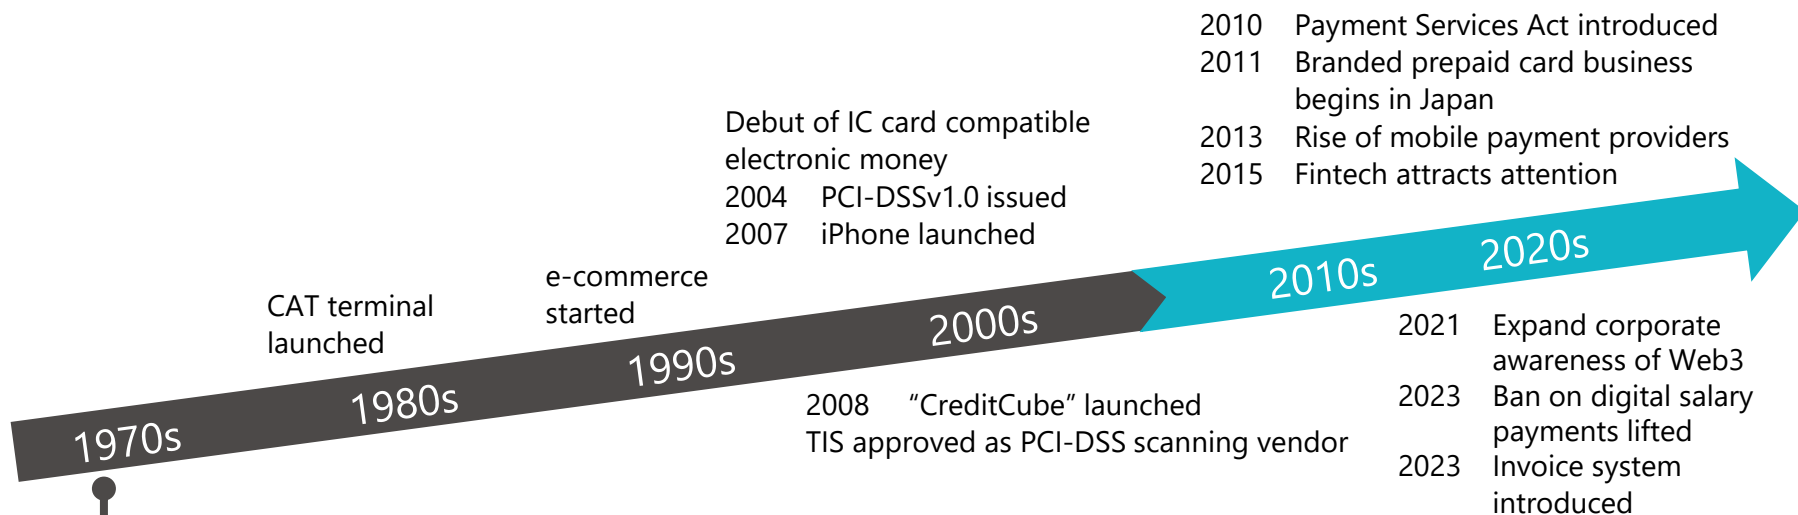 2010 Payment Services Act introduced
2011 Branded prepaid card business
begins in Japan
2013 Rise of mobile payment providers
2015 Fintech attracts attention
Debut of IC card compatible
electronic money
2004 PCI-DSSv1.0 issued
2007 iPhone launched
e-commerce
started
CAT terminal
launched
1970s
1980s
1990s
2000s
2010s
2020s
2008 “CreditCube” launched
TIS approved as PCI-DSS scanning vendor
2021 Expand corporate
awareness of Web3
2023 Ban on digital salary
payments lifted
2023 Invoice system
introduced